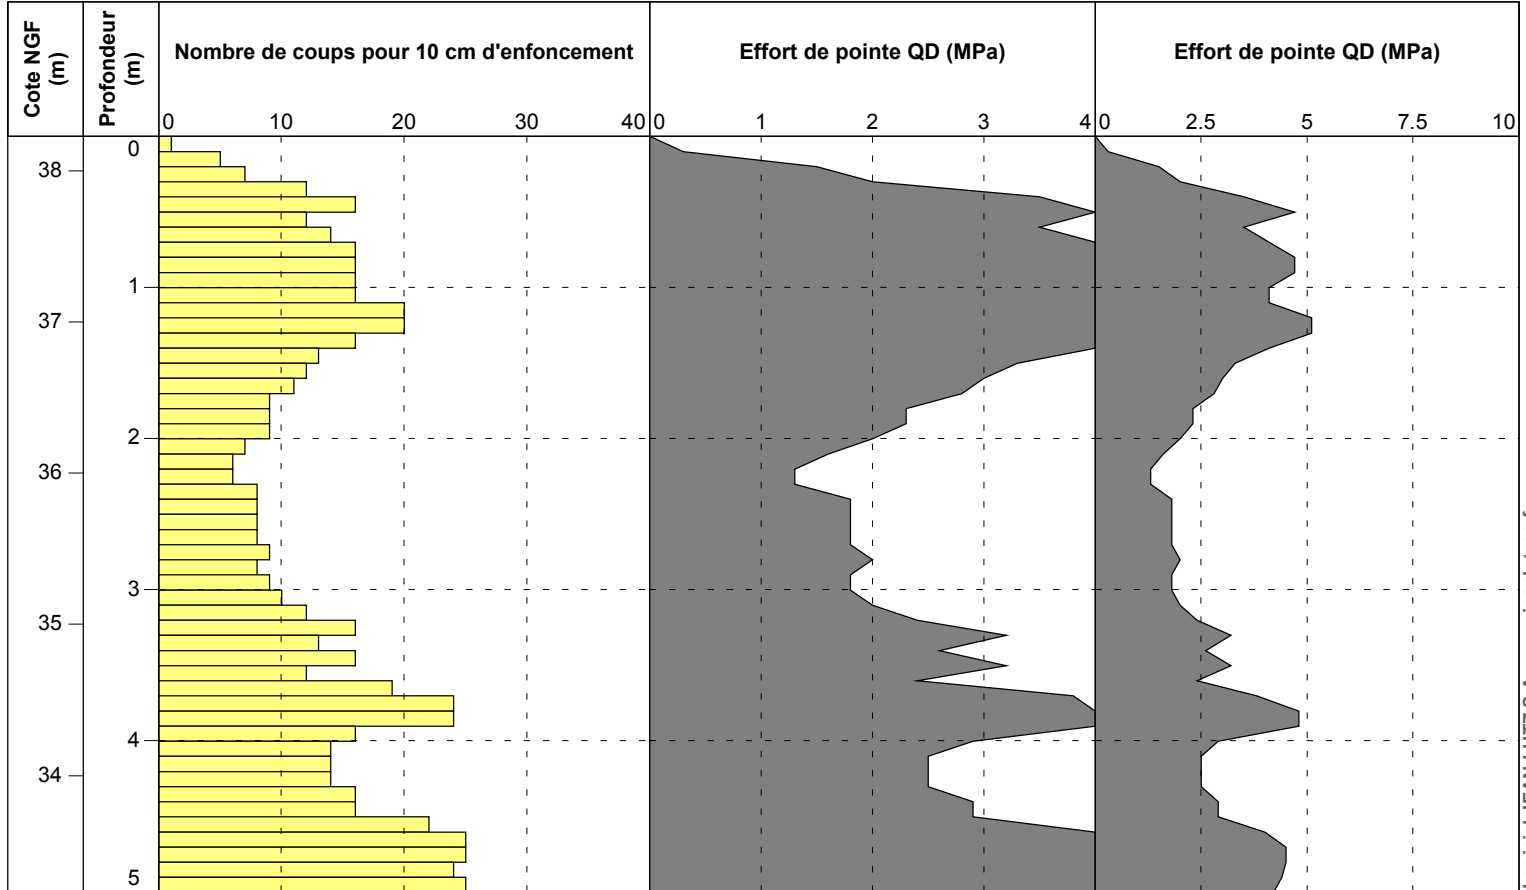 Cote NGF (m)
Profondeur (m)
Nombre de coups pour 10 cm d'enfoncement
Effort de pointe QD (MPa)
Effort de pointe QD (MPa)
0 10 20 30 40
0 1 2 3 4
0 2.5 5 7.5 10
0
38
1
37
2
36
3
35
4
34
5